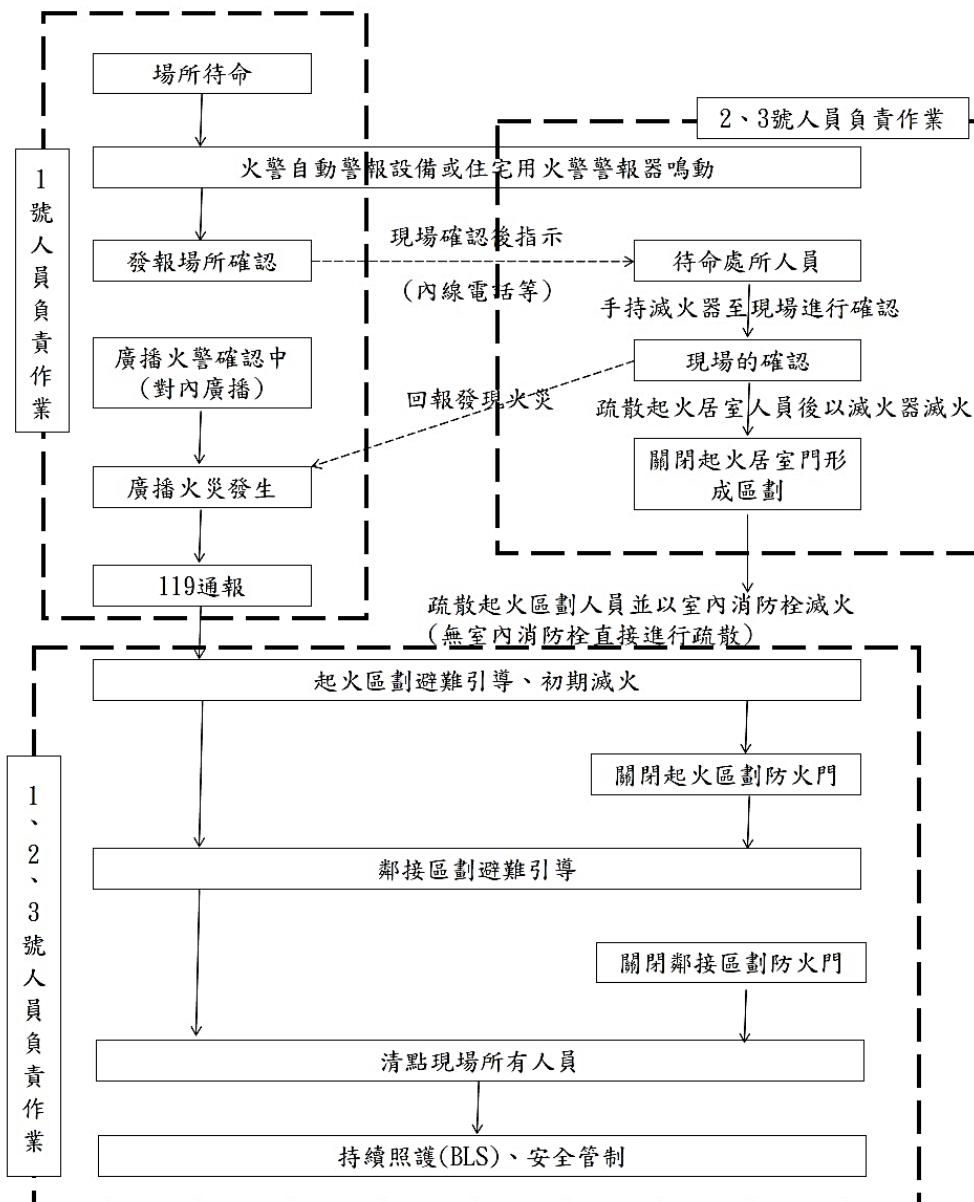 場所待命
2、3號人員負責作業
火警自動警報設備或住宅用火警警報器鳴動
1號人員負責作業
現場確認後指示
發報場所確認
待命處所人員
(內線電話等)
手持滅火器至現場進行確認
廣播火警確認中
(對內廣播)
現場的確認
回報發現火災
疏散起火居室人員後以滅火器滅火
廣播火災發生
關閉起火居室門形
成區劃
119通報
疏散起火區劃人員並以室內消防栓滅火
(無室內消防栓直接進行疏散)
起火區劃避難引導、初期滅火
關閉起火區劃防火門
1、2、3號人員負責作業
鄰接區劃避難引導
關閉鄰接區劃防火門
清點現場所有人員
持續照護(BLS)、安全管制